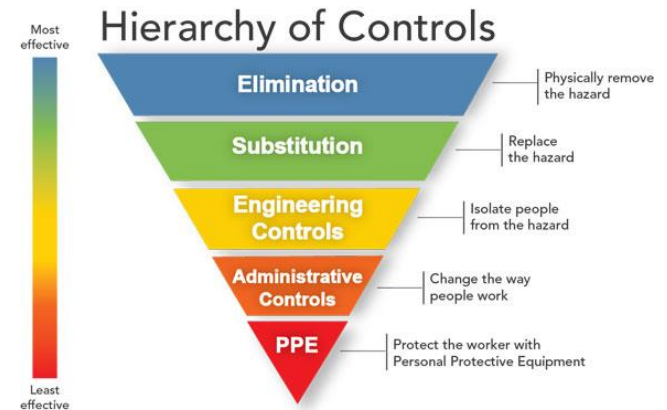 Hierarchy of Controls
Most
effective
Elimination
Physically remove
the hazard
Substitution
Replace
the hazard
Engineering
Controls
Isolate people
from the hazard
Administrative
Controls
Change the way
people work
PPE
Protect the worker with
Personal Protective Equipment
Least
effective